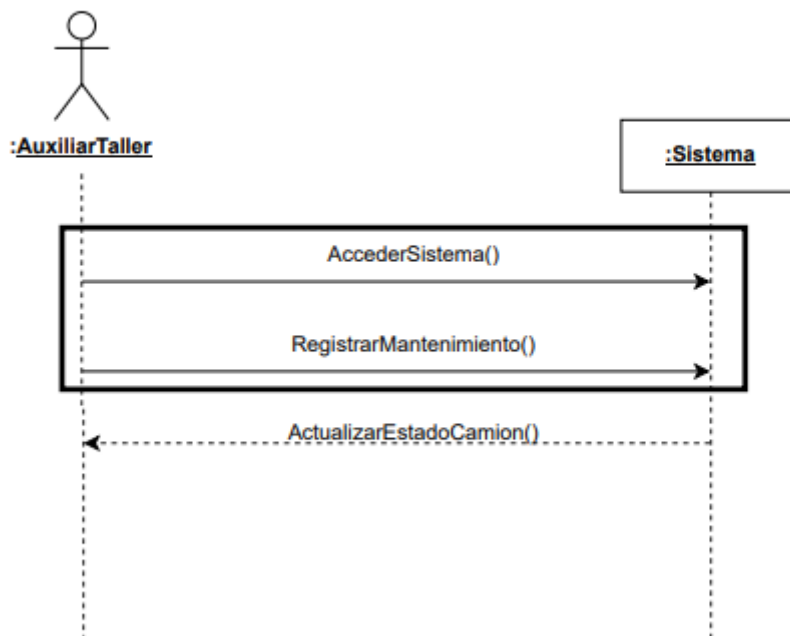 :AuxiliarTaller
:Sistema
AccederSistema()
RegistrarMantenimiento()
ActualizarEstadoCamion()